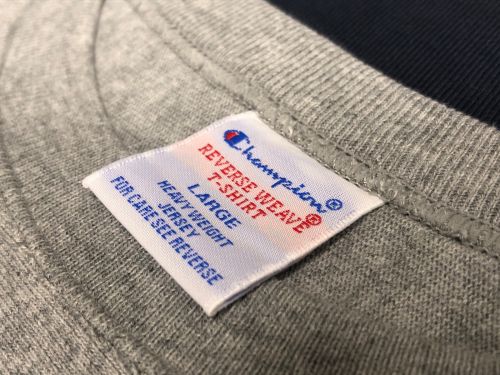 Champion®
REVERSE WEAVE®
T-SHIRT
LARGE
HEAVY WEIGHT
JERSEY
FOR CARE SEE REVERSE